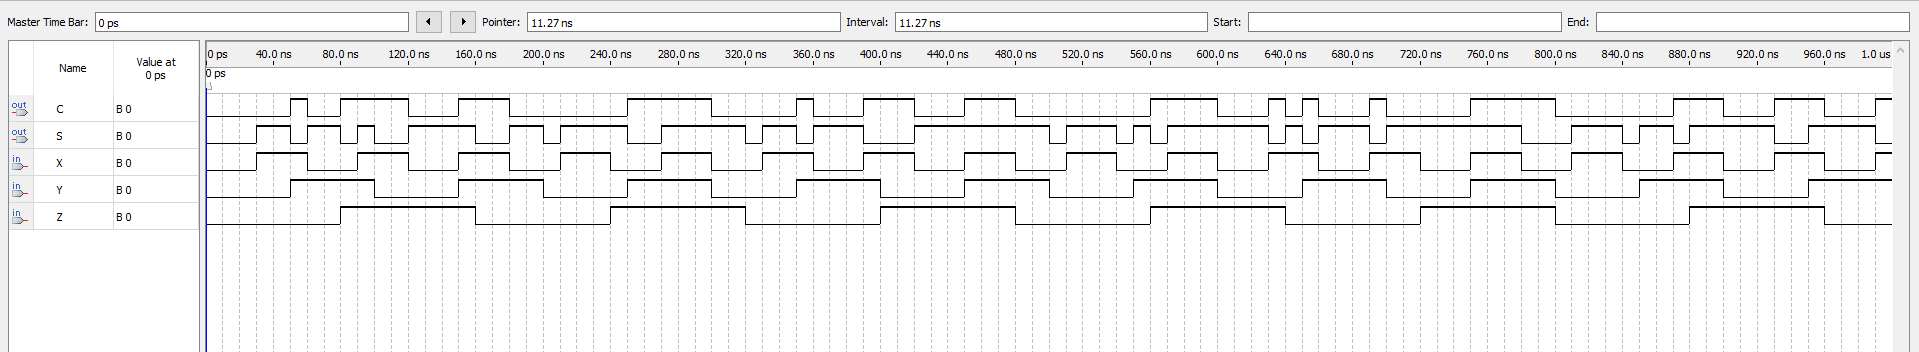 Master Time Bar: 0 ps Pointer: 11.27 ns Interval: 11.27 ns Start: End:
Name Value at 0 ps
0 ps 40.0 ns 80.0 ns 120.0 ns 160.0 ns 200.0 ns 240.0 ns 280.0 ns 320.0 ns 360.0 ns 400.0 ns 440.0 ns 480.0 ns 520.0 ns 560.0 ns 600.0 ns 640.0 ns 680.0 ns 720.0 ns 760.0 ns 800.0 ns 840.0 ns 880.0 ns 920.0 ns 960.0 ns 1.0 us
0 ps
out C B 0
out S B 0
in X B 0
in Y B 0
in Z B 0